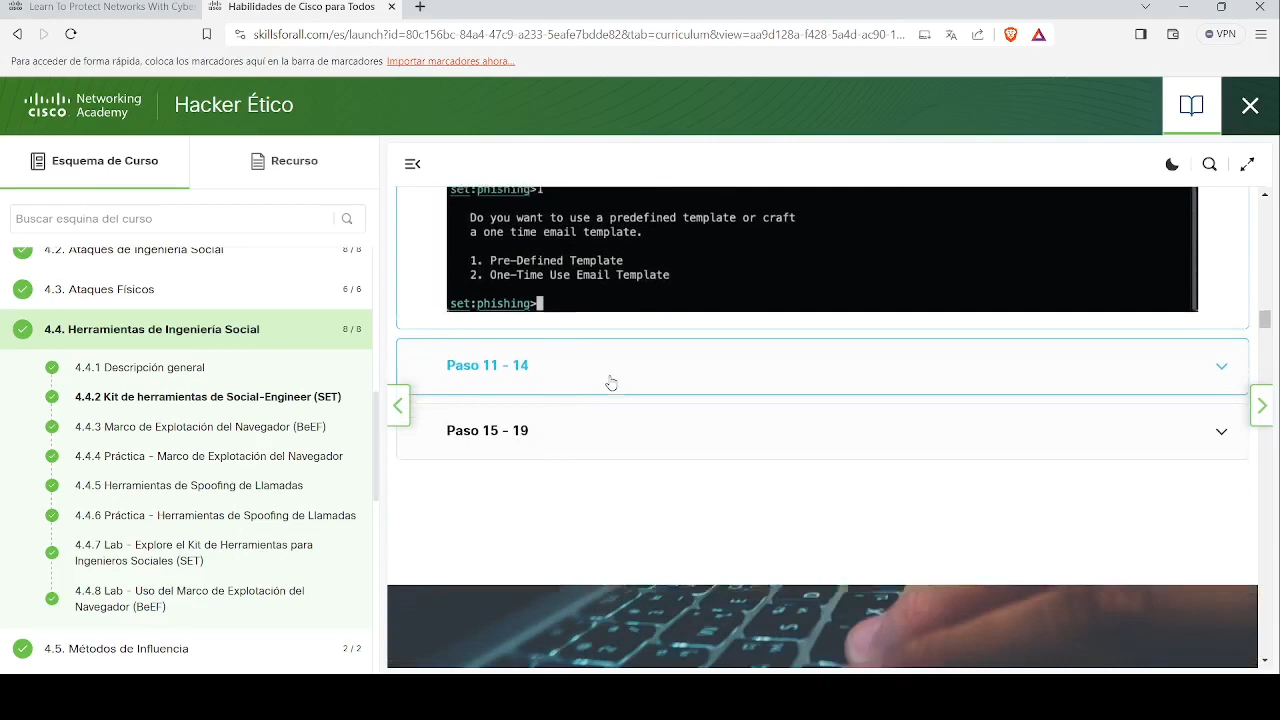 Learn To Protect Networks With Cyber
Habilidades de Cisco para Todos
skillsforall.com/es/launch?id=80c156bc-84a4-47c9-a233-5eafe7bdde82&tab=curriculum&view=aa9d128a-f428-5a4d-ac90-1...
VPN
Para acceder de forma rápida, coloca los marcadores aquí en la barra de marcadores Importar marcadores ahora...
Networking
CISCO Academy
Hacker Ético
Esquema de Curso
Recurso
Buscar esquina del curso
4.2. Ataques de Ingeniería Social 8 / 8
4.3. Ataques Físicos 6 / 6
4.4. Herramientas de Ingeniería Social 8 / 8
4.4.1 Descripción general
4.4.2 Kit de herramientas de Social-Engineer (SET)
4.4.3 Marco de Explotación del Navegador (BeEF)
4.4.4 Práctica - Marco de Explotación del Navegador
4.4.5 Herramientas de Spoofing de Llamadas
4.4.6 Práctica - Herramientas de Spoofing de Llamadas
4.4.7 Lab - Explore el Kit de Herramientas para
Ingenieros Sociales (SET)
4.4.8 Lab - Uso del Marco de Explotación del
Navegador (BeEF)
4.5. Métodos de Influencia 2 / 2
set:phishing>1
Do you want to use a predefined template or craft
a one time email template.
1. Pre-Defined Template
2. One-Time Use Email Template
set:phishing>
Paso 11 - 14
Paso 15 - 19